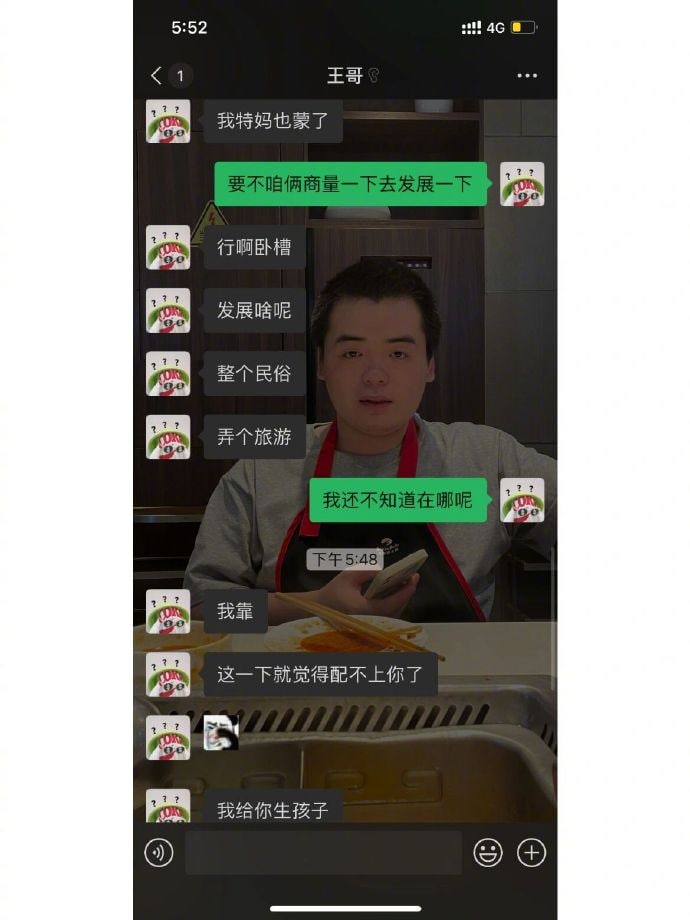 5:52
4G
1
王哥
我特妈也蒙了
要不咱俩商量一下去发展一下
行啊卧槽
发展啥呢
整个民俗
弄个旅游
我还不知道在哪呢
下午5:48
我靠
这一下就觉得配不上你了
我给你生孩子